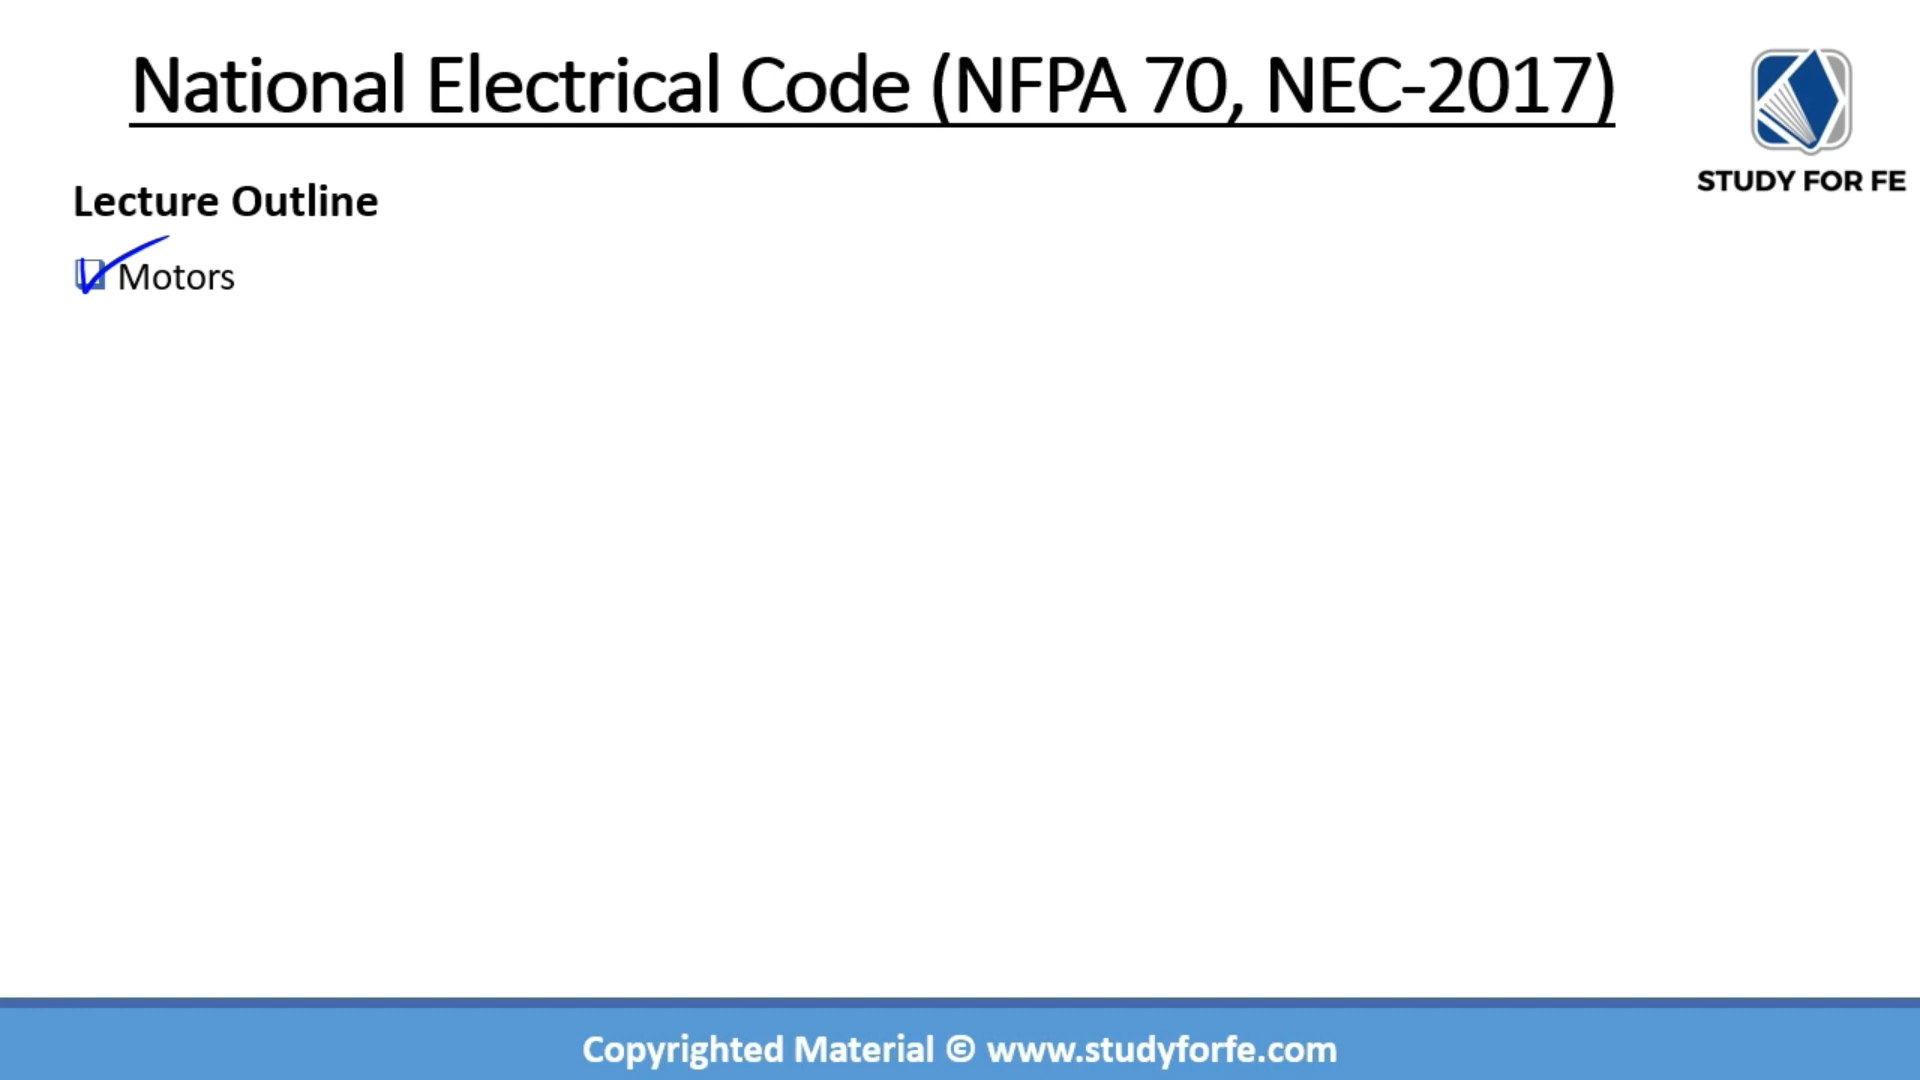 National Electrical Code (NFPA 70, NEC-2017)
STUDY FOR FE
Lecture Outline
Motors
Copyrighted Material © www.studyforfe.com